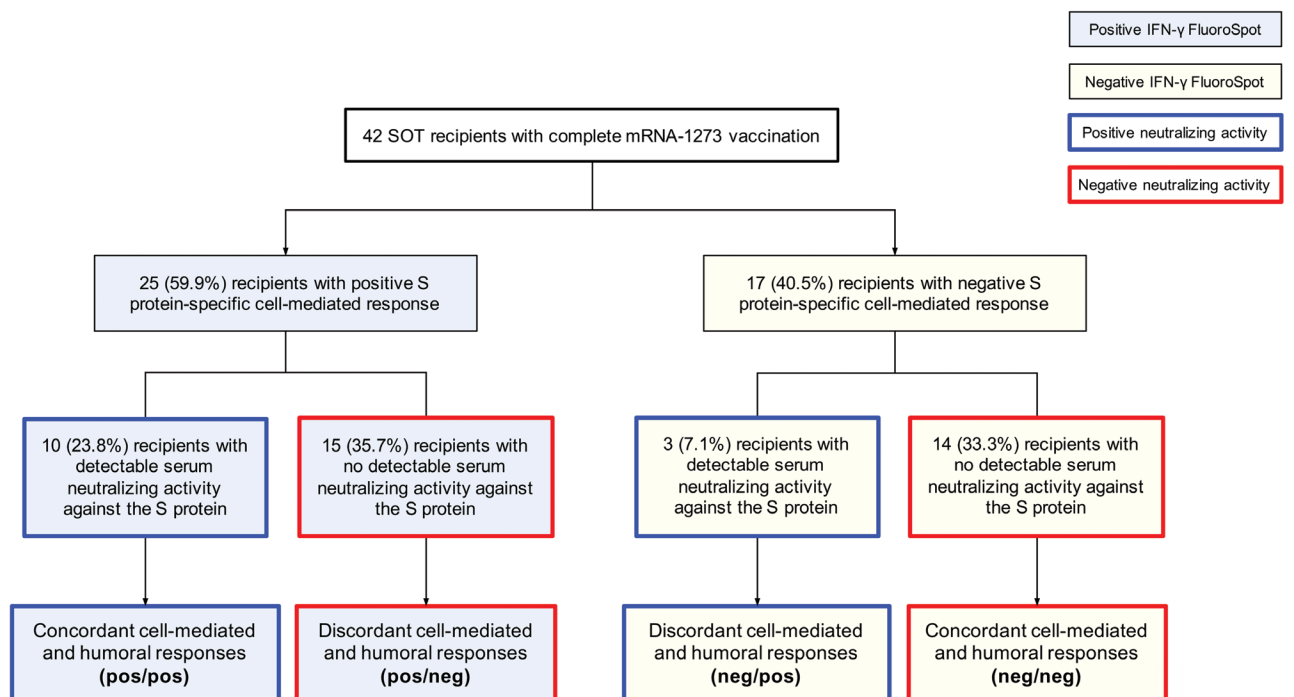 Positive IFN-γ FluoroSpot
Negative IFN-γ FluoroSpot
Positive neutralizing activity
Negative neutralizing activity
42 SOT recipients with complete mRNA-1273 vaccination
25 (59.9%) recipients with positive S
protein-specific cell-mediated response
17 (40.5%) recipients with negative S
protein-specific cell-mediated response
10 (23.8%) recipients with
detectable serum
neutralizing activity
against the S protein
15 (35.7%) recipients with
no detectable serum
neutralizing activity against
the S protein
3 (7.1%) recipients with
detectable serum
neutralizing activity
against the S protein
14 (33.3%) recipients with
no detectable serum
neutralizing activity against
the S protein
Concordant cell-mediated
and humoral responses
(pos/pos)
Discordant cell-mediated
and humoral responses
(pos/neg)
Discordant cell-mediated
and humoral responses
(neg/pos)
Concordant cell-mediated
and humoral responses
(neg/neg)